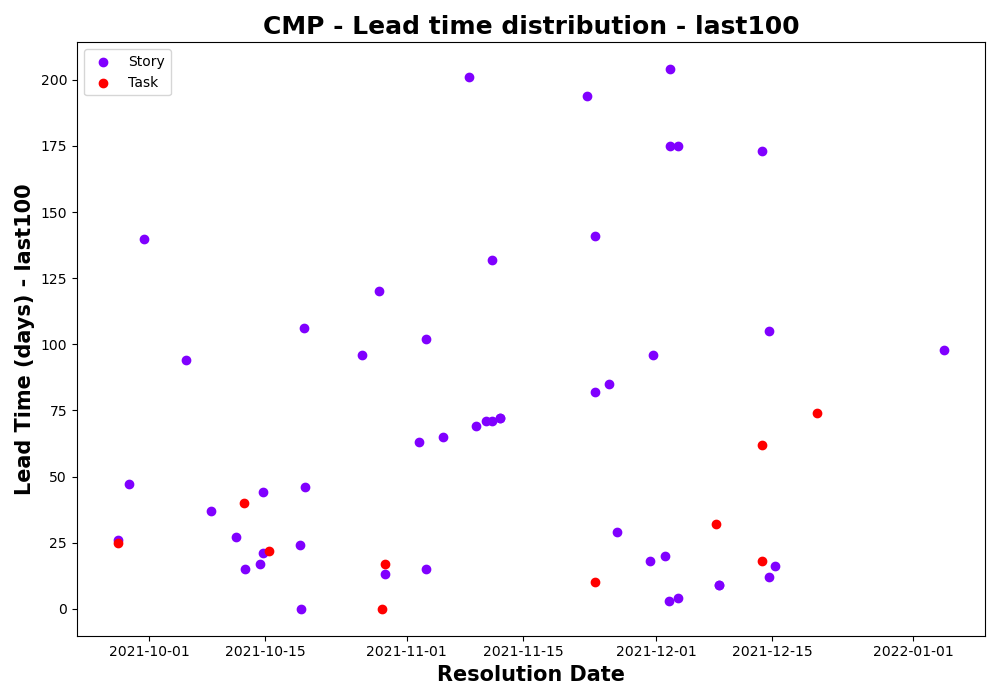 CMP - Lead time distribution - last100
Story
Task
Lead Time (days) - last100
200
175
150
125
100
75
50
25
0
2021-10-01 2021-10-15 2021-11-01 2021-11-15 2021-12-01 2021-12-15 2022-01-01
Resolution Date